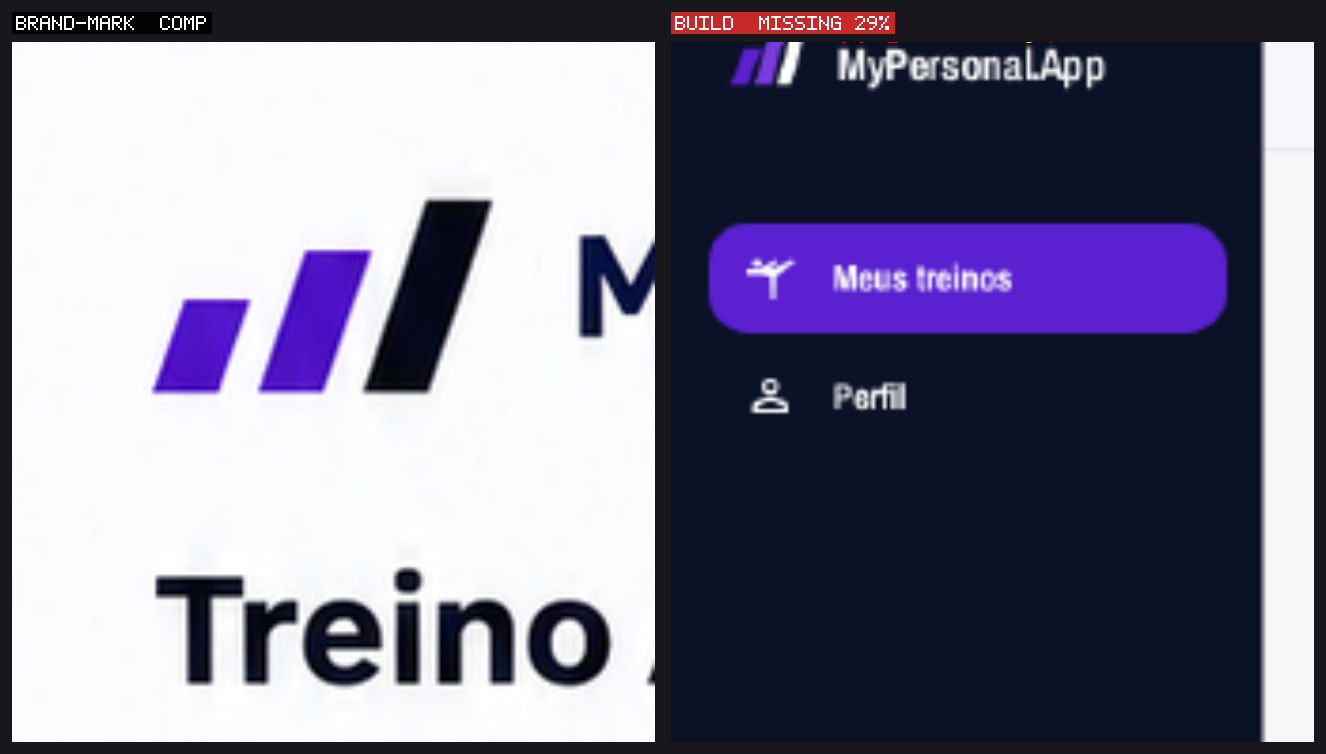 BRAND-MARK COMP
BUILD MISSING 29%
M
Treino
MyPersonalApp
Meus treinos
Perfil